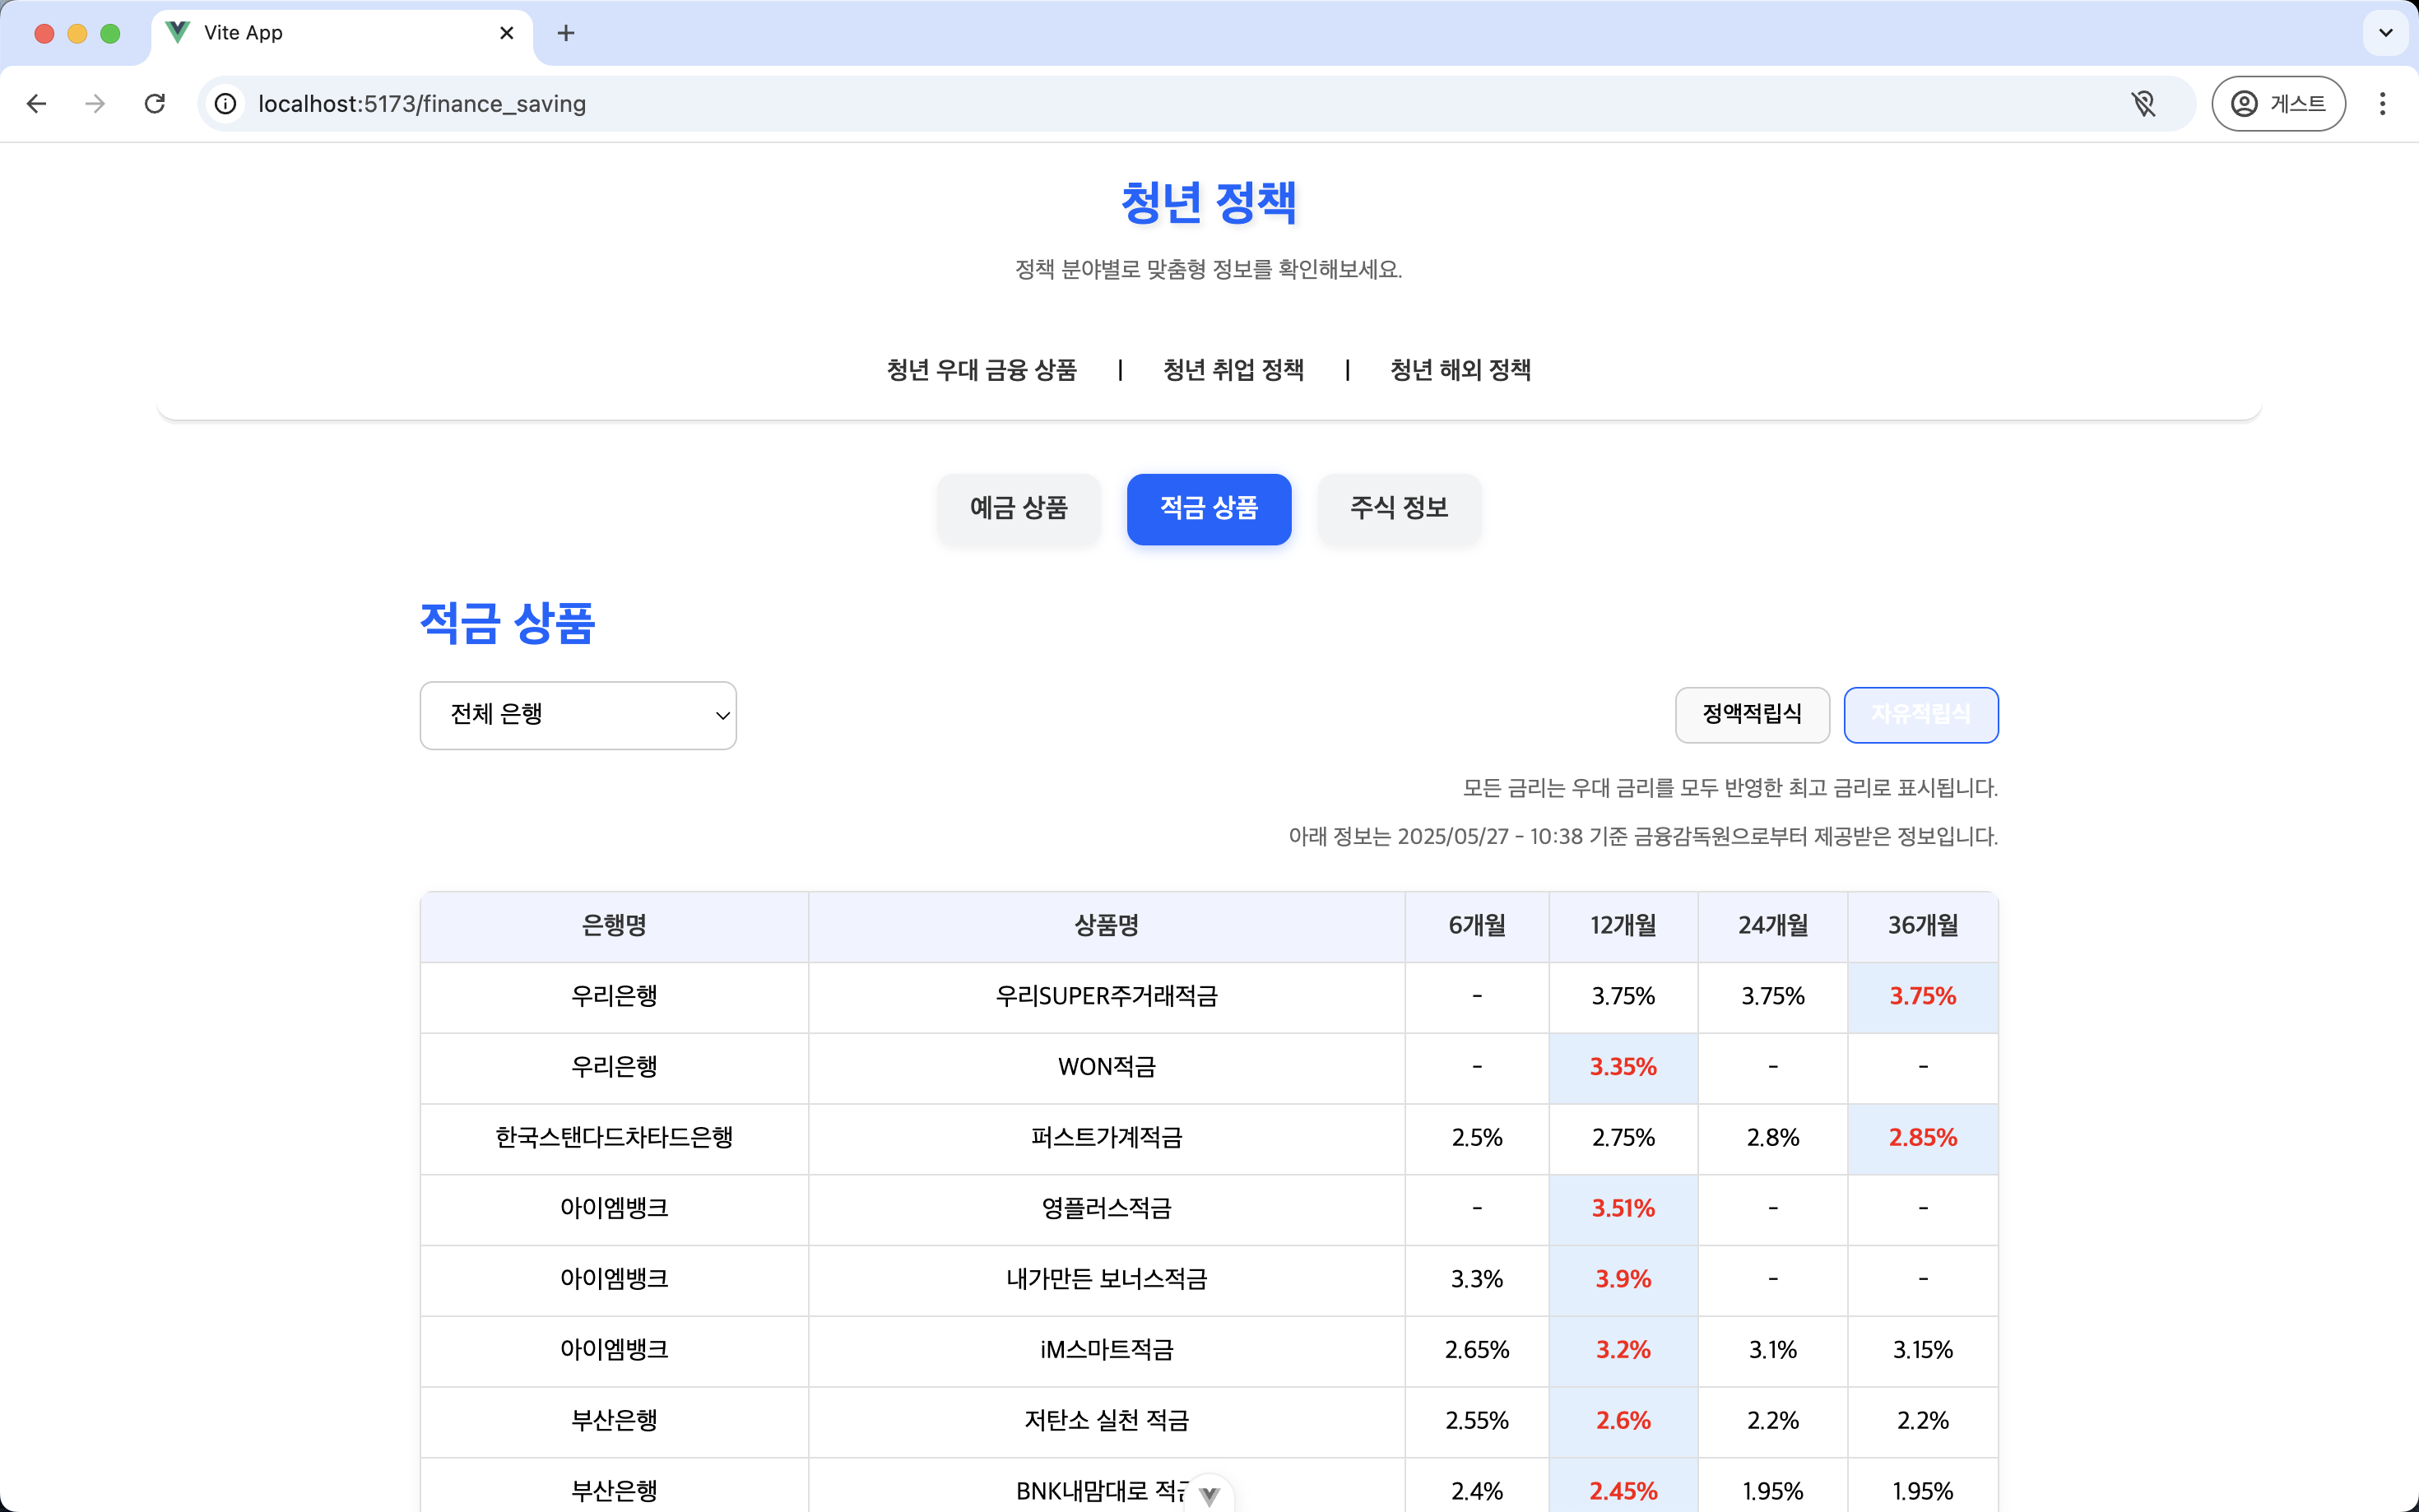 Vite App
localhost:5173/finance_saving
게스트
청년 정책
정책 분야별로 맞춤형 정보를 확인해보세요.
청년 우대 금융 상품 | 청년 취업 정책 | 청년 해외 정책
예금 상품 적금 상품 주식 정보
적금 상품
전체 은행 정액적립식 자유적립식
모든 금리는 우대 금리를 모두 반영한 최고 금리로 표시됩니다.
아래 정보는 2025/05/27 - 10:38 기준 금융감독원으로부터 제공받은 정보입니다.
은행명 상품명 6개월 12개월 24개월 36개월
우리은행 우리SUPER주거래적금 - 3.75% 3.75% 3.75%
우리은행 WON적금 - 3.35% - -
한국스탠다드차타드은행 퍼스트가계적금 2.5% 2.75% 2.8% 2.85%
아이엠뱅크 영플러스적금 - 3.51% - -
아이엠뱅크 내가만든 보너스적금 3.3% 3.9% - -
아이엠뱅크 iM스마트적금 2.65% 3.2% 3.1% 3.15%
부산은행 저탄소 실천 적금 2.55% 2.6% 2.2% 2.2%
부산은행 BNK내맘대로 적금 2.4% 2.45% 1.95% 1.95%